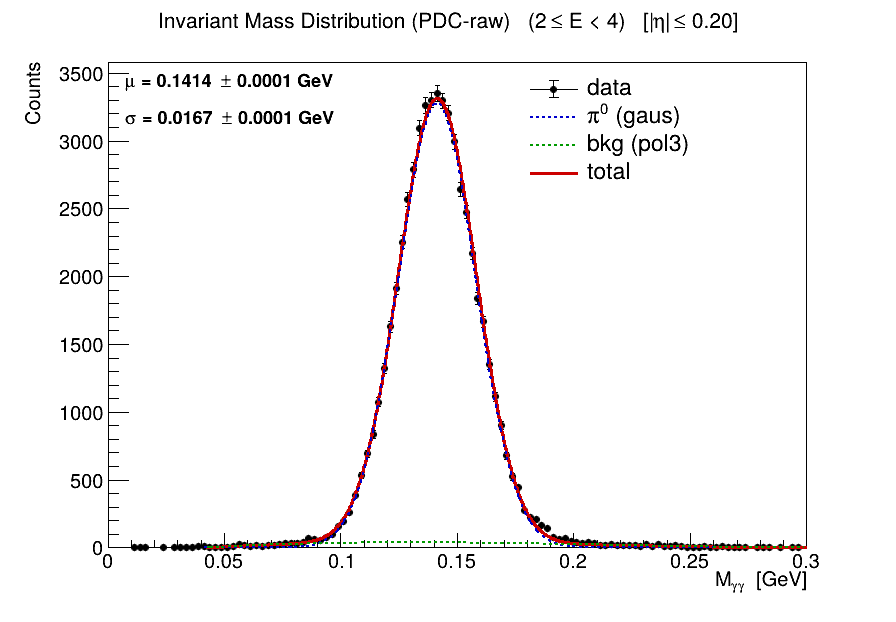 Invariant Mass Distribution (PDC-raw) (2 ≤ E < 4) [|η| ≤ 0.20]
Counts
3500
3000
2500
2000
1500
1000
500
0
μ = 0.1414 ± 0.0001 GeV
σ = 0.0167 ± 0.0001 GeV
data
π⁰ (gaus)
bkg (pol3)
total
0 0.05 0.1 0.15 0.2 0.25 0.3
Mγγ [GeV]